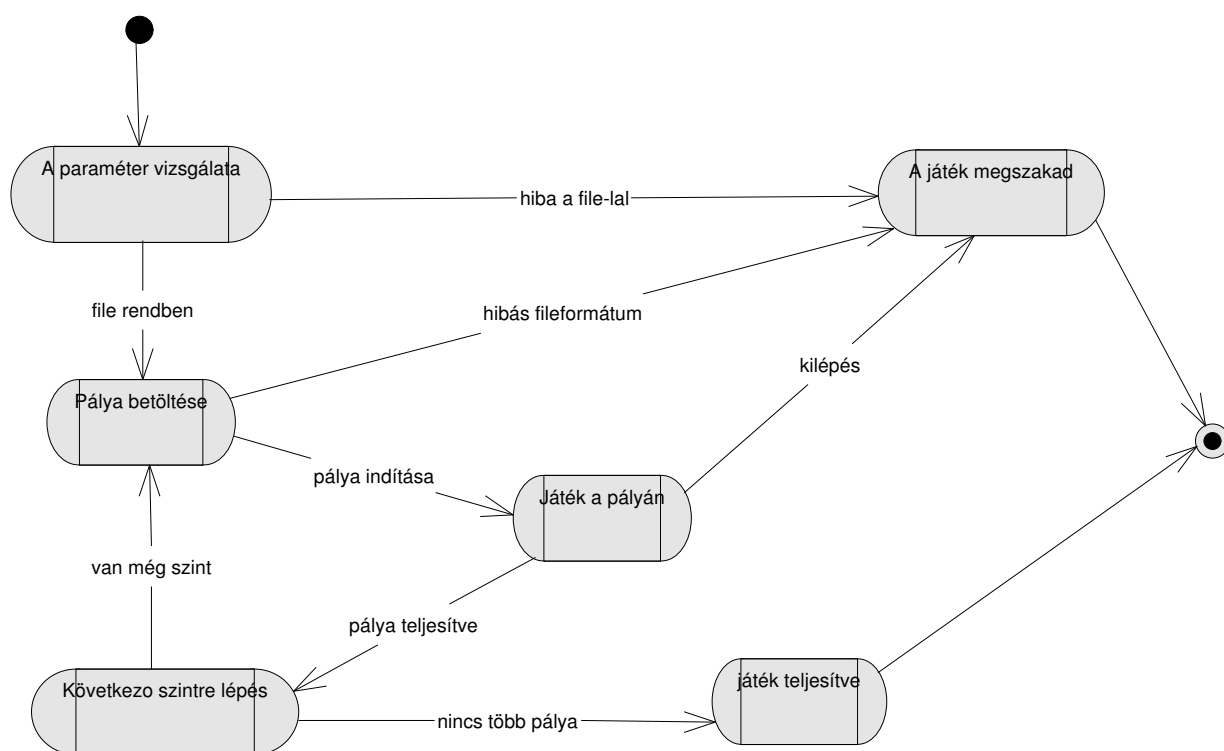 A paraméter vizsgálata
A játék megszakad
hiba a file-lal
file rendben
hibás fileformátum
kilépés
Pálya betöltése
pálya indítása
Játék a pályán
van még szint
pálya teljesítve
Következo szintre lépés
játék teljesítve
nincs több pálya